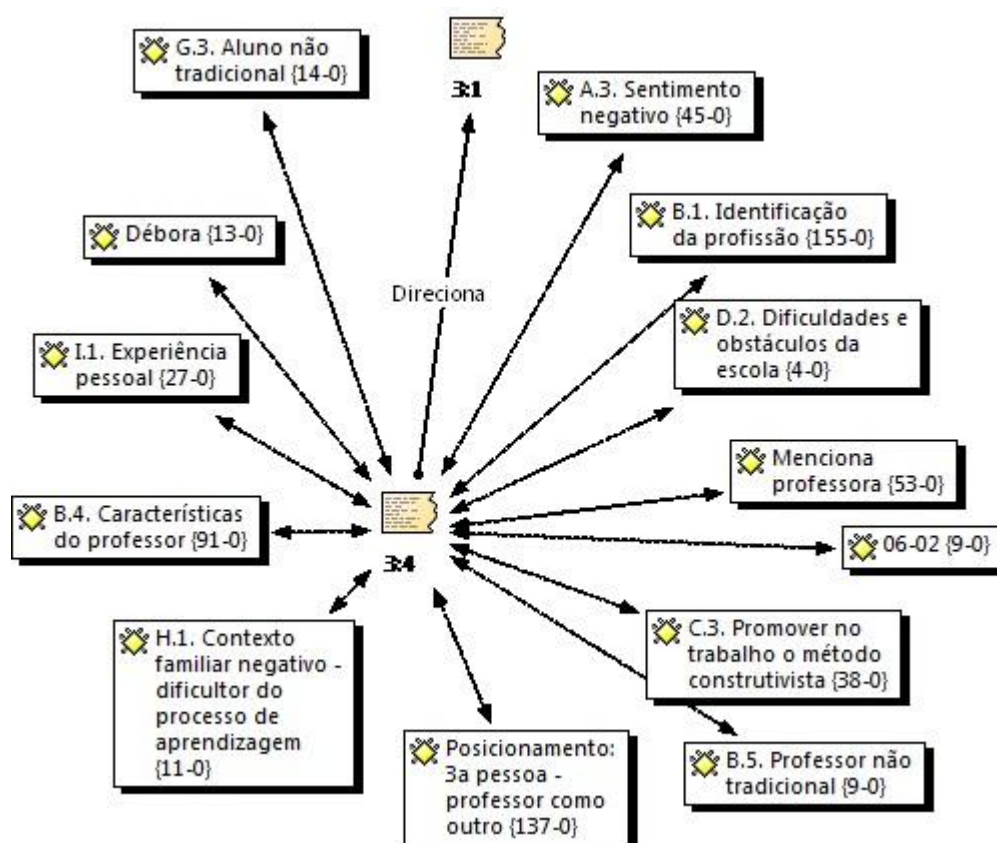 G.3. Aluno não
tradicional {14-0}
3:1
A.3. Sentimento
negativo {45-0}
B.1. Identificação
da profissão {155-0}
Débora {13-0}
Direciona
D.2. Dificuldades e
obstáculos da
escola {4-0}
I.1. Experiência
pessoal {27-0}
Menciona
professora {53-0}
B.4. Características
do professor {91-0}
3:4
06-02 {9-0}
H.1. Contexto
familiar negativo -
dificultor do
processo de
aprendizagem
{11-0}
C.3. Promover no
trabalho o método
construtivista {38-0}
Posicionamento:
3a pessoa -
professor como
outro {137-0}
B.5. Professor não
tradicional {9-0}